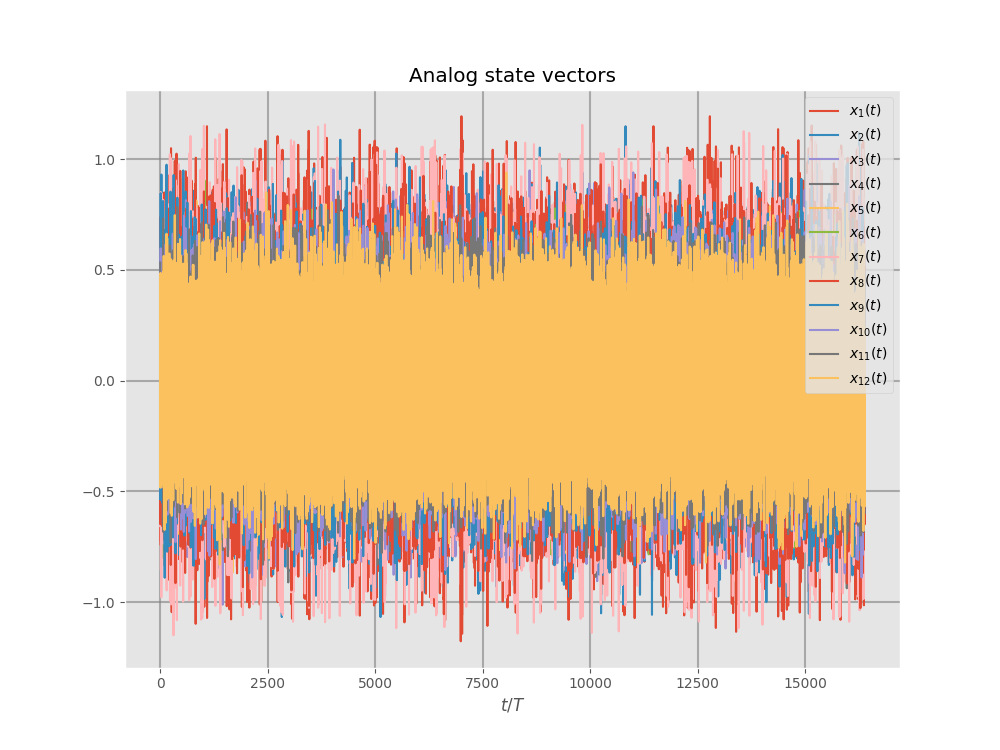 Analog state vectors
1.0
0.5
0.0
−0.5
−1.0
0 2500 5000 7500 10000 12500 15000
t/T
x₁(t)
x₂(t)
x₃(t)
x₄(t)
x₅(t)
x₆(t)
x₇(t)
x₈(t)
x₉(t)
x₁₀(t)
x₁₁(t)
x₁₂(t)